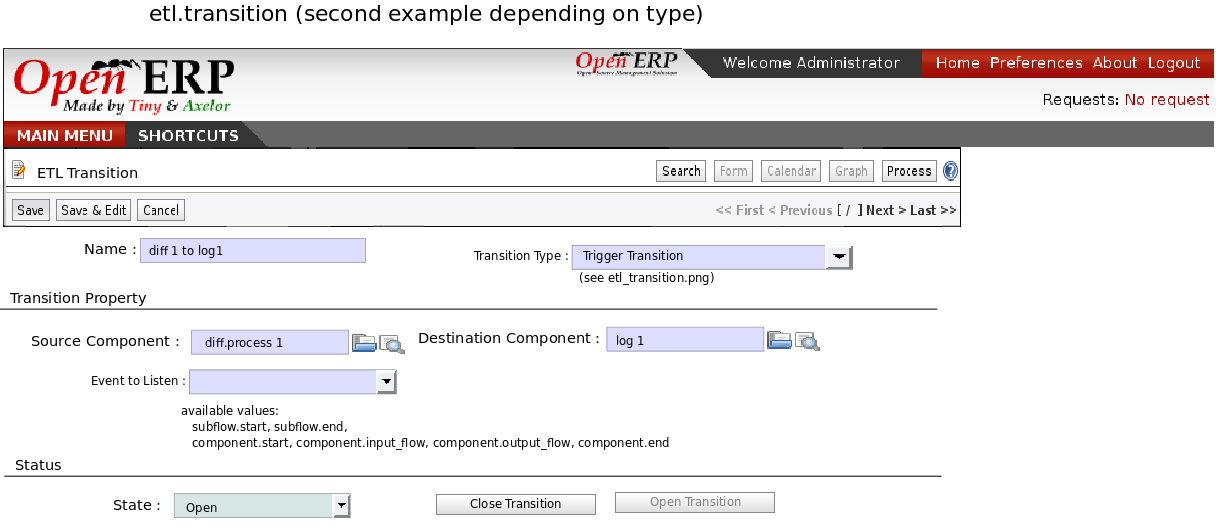 etl.transition (second example depending on type)
Open ERP
Made by Tiny & Axelor
Open ERP
Open Source Management Solution
Welcome Administrator
Home Preferences About Logout
Requests: No request
MAIN MENU SHORTCUTS
ETL Transition
Search Form Calendar Graph Process ?
Save Save & Edit Cancel
<< First < Previous [ / ] Next > Last >>
Name : diff 1 to log1
Transition Type : Trigger Transition
(see etl_transition.png)
Transition Property
Source Component : diff.process 1
Destination Component : log 1
Event to Listen :
available values:
subflow.start, subflow.end,
component.start, component.input_flow, component.output_flow, component.end
Status
State : Open
Close Transition Open Transition